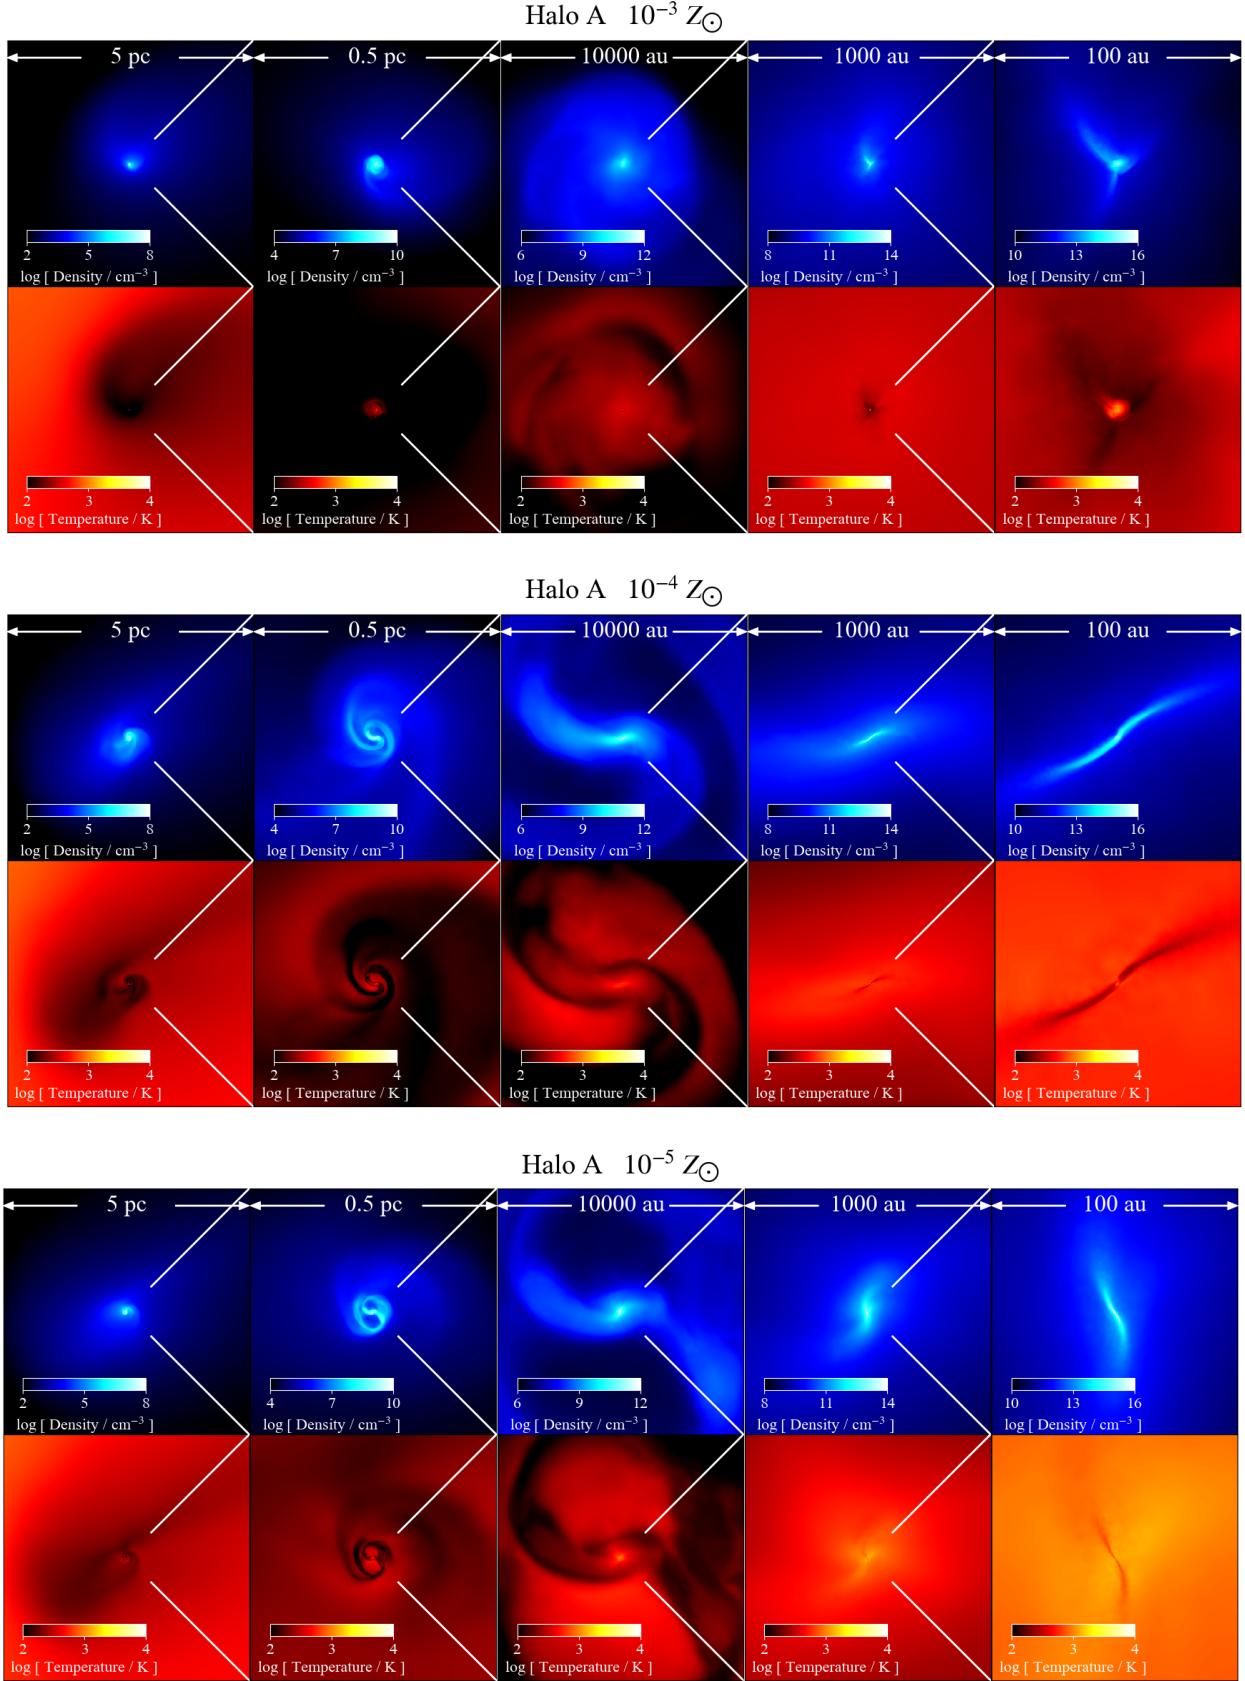 Halo A 10⁻³ Z☉
5 pc 0.5 pc 10000 au 1000 au 100 au
2 5 8 4 7 10 6 9 12 8 11 14 10 13 16
log [ Density / cm⁻³ ] log [ Density / cm⁻³ ] log [ Density / cm⁻³ ] log [ Density / cm⁻³ ] log [ Density / cm⁻³ ]
2 3 4 2 3 4 2 3 4 2 3 4 2 3 4
log [ Temperature / K ] log [ Temperature / K ] log [ Temperature / K ] log [ Temperature / K ] log [ Temperature / K ]
Halo A 10⁻⁴ Z☉
5 pc 0.5 pc 10000 au 1000 au 100 au
2 5 8 4 7 10 6 9 12 8 11 14 10 13 16
log [ Density / cm⁻³ ] log [ Density / cm⁻³ ] log [ Density / cm⁻³ ] log [ Density / cm⁻³ ] log [ Density / cm⁻³ ]
2 3 4 2 3 4 2 3 4 2 3 4 2 3 4
log [ Temperature / K ] log [ Temperature / K ] log [ Temperature / K ] log [ Temperature / K ] log [ Temperature / K ]
Halo A 10⁻⁵ Z☉
5 pc 0.5 pc 10000 au 1000 au 100 au
2 5 8 4 7 10 6 9 12 8 11 14 10 13 16
log [ Density / cm⁻³ ] log [ Density / cm⁻³ ] log [ Density / cm⁻³ ] log [ Density / cm⁻³ ] log [ Density / cm⁻³ ]
2 3 4 2 3 4 2 3 4 2 3 4 2 3 4
log [ Temperature / K ] log [ Temperature / K ] log [ Temperature / K ] log [ Temperature / K ] log [ Temperature / K ]